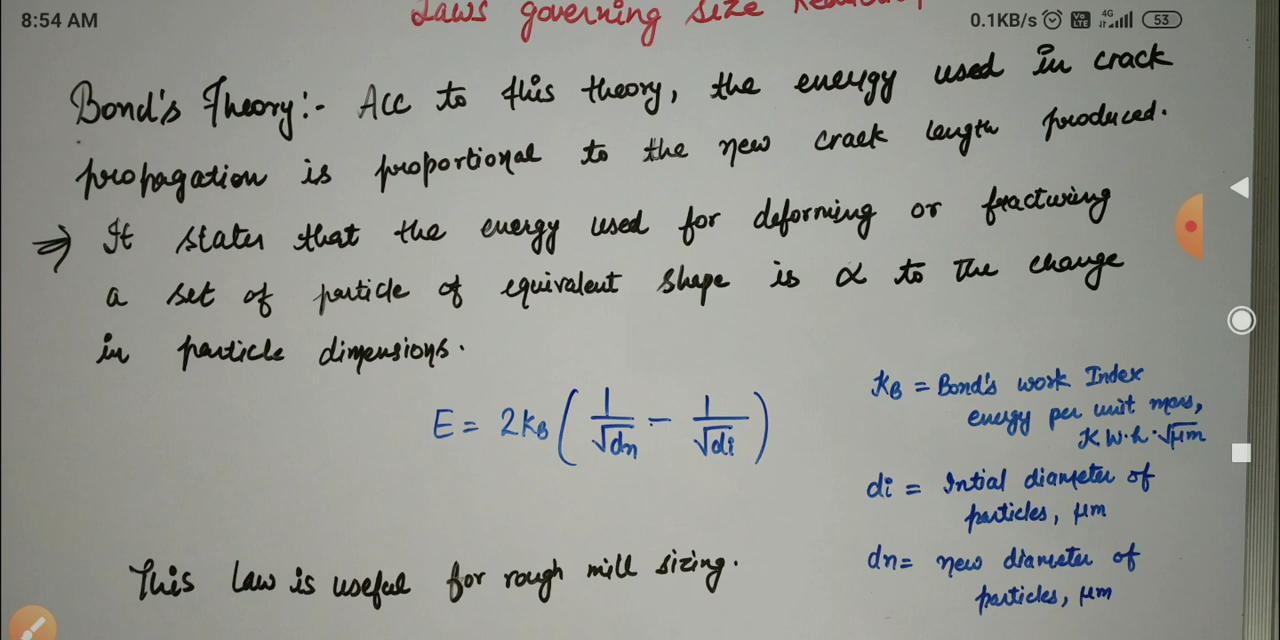 8:54 AM
Laws governing size
0.1KB/s
4G
53
Bond's Theory:- Acc to this theory, the energy used in crack
propagation is proportional to the new crack length produced.
⇒ It states that the energy used for deforming or fracturing
a set of particle of equivalent shape is ∝ to the change
in particle dimensions.
E = 2KB ( 1/√dn - 1/√di )
KB = Bond's work Index
energy per unit mass,
K W.h.√μm
di = Intial diameter of
particles, μm
dn = new diameter of
particles, μm
This law is useful for rough mill sizing.